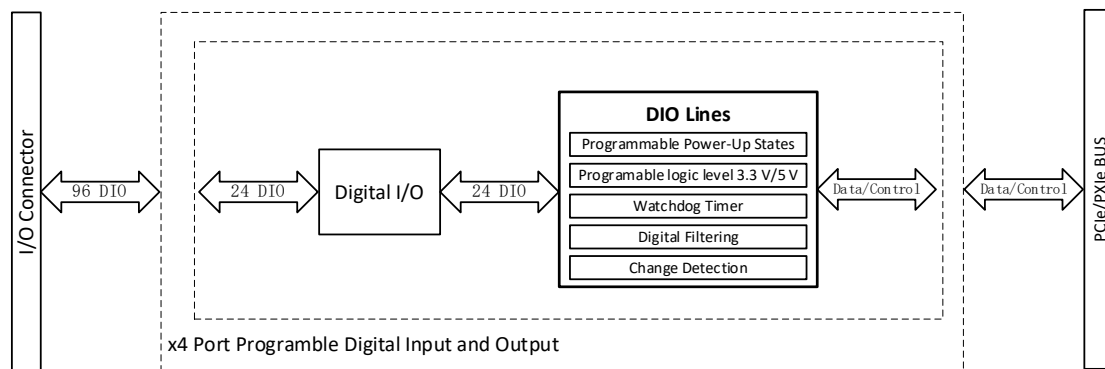 I/O Connector
96 DIO
24 DIO
Digital I/O
24 DIO
DIO Lines
Programmable Power-Up States
Programable logic level 3.3 V/5 V
Watchdog Timer
Digital Filtering
Change Detection
Data/Control
Data/Control
PCIe/PXIe BUS
x4 Port Programble Digital Input and Output